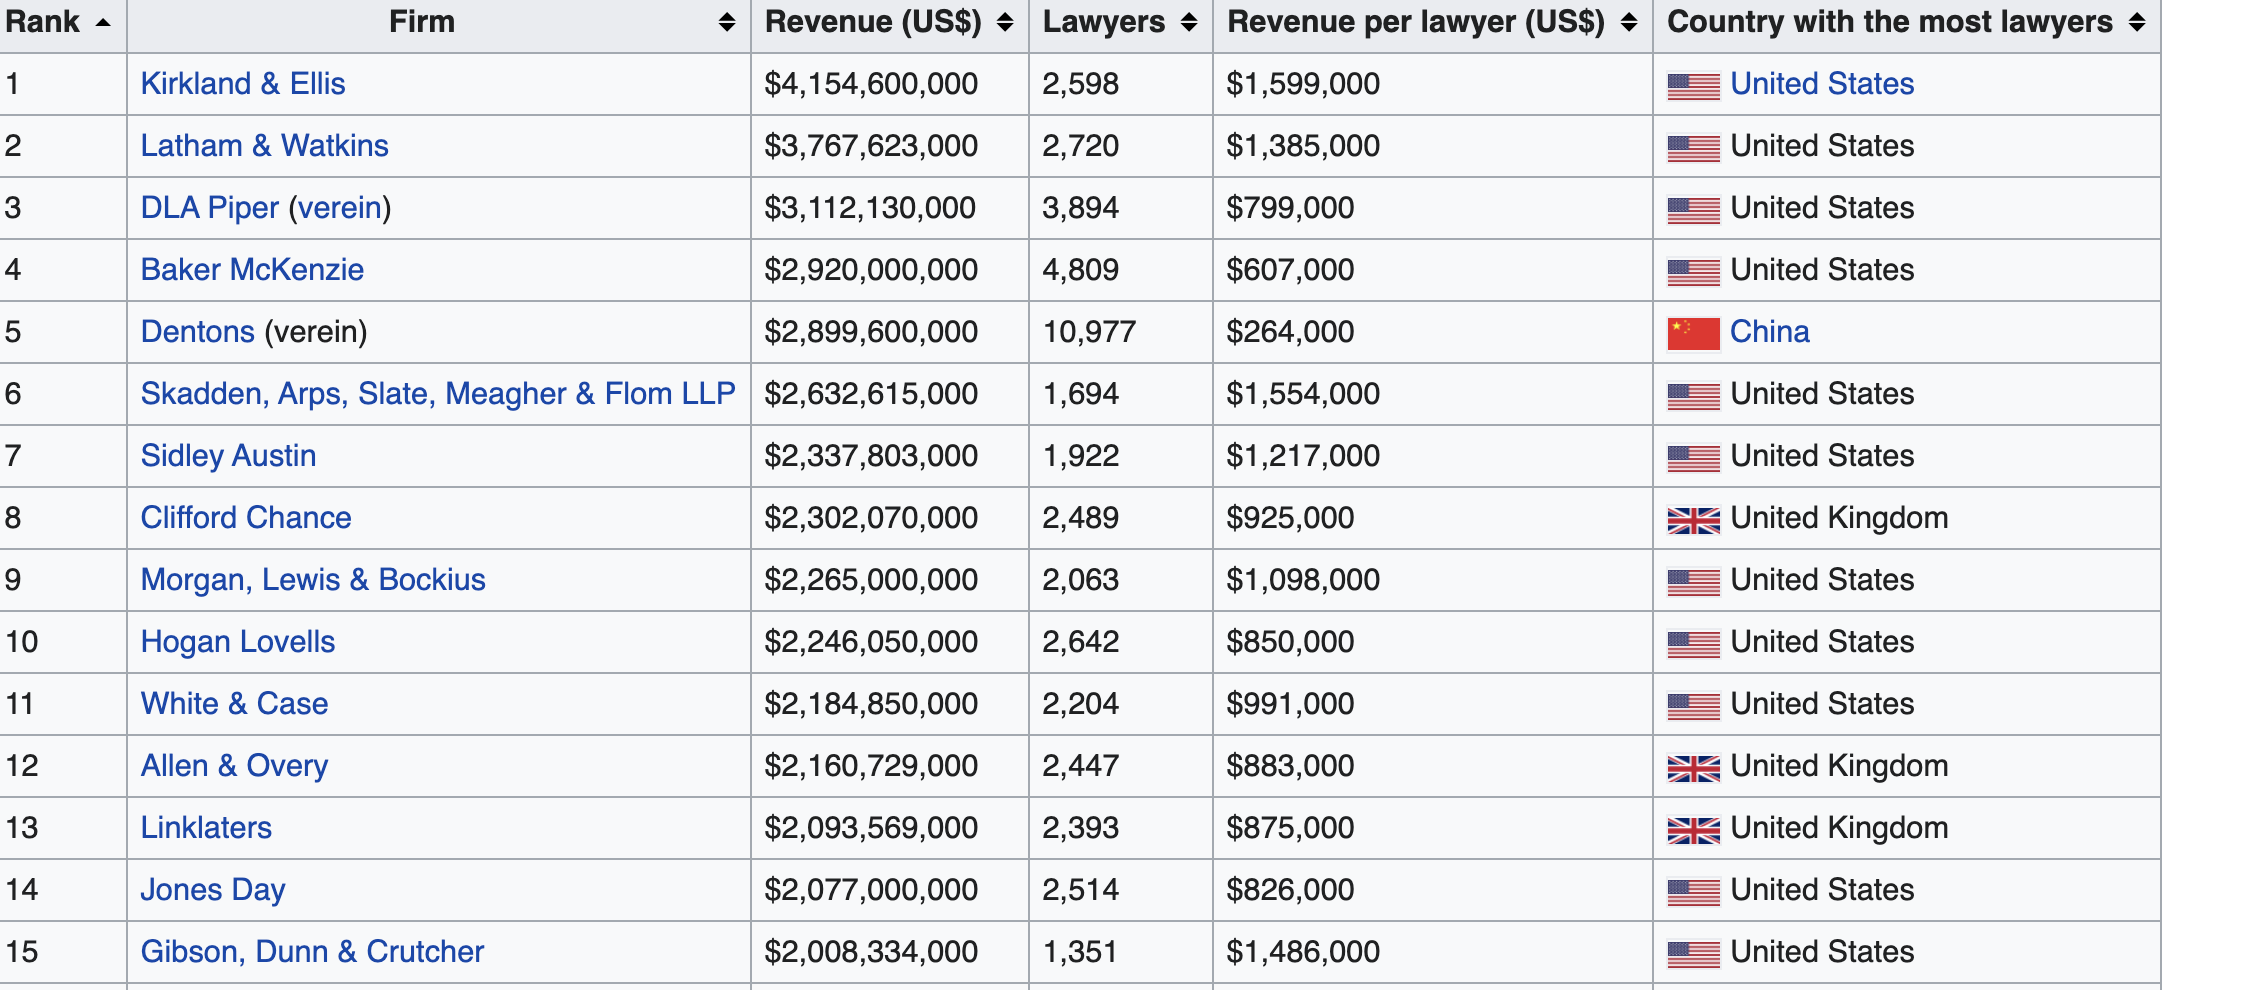 Rank Firm Revenue (US$) Lawyers Revenue per lawyer (US$) Country with the most lawyers
1 Kirkland & Ellis $4,154,600,000 2,598 $1,599,000 United States
2 Latham & Watkins $3,767,623,000 2,720 $1,385,000 United States
3 DLA Piper (verein) $3,112,130,000 3,894 $799,000 United States
4 Baker McKenzie $2,920,000,000 4,809 $607,000 United States
5 Dentons (verein) $2,899,600,000 10,977 $264,000 China
6 Skadden, Arps, Slate, Meagher & Flom LLP $2,632,615,000 1,694 $1,554,000 United States
7 Sidley Austin $2,337,803,000 1,922 $1,217,000 United States
8 Clifford Chance $2,302,070,000 2,489 $925,000 United Kingdom
9 Morgan, Lewis & Bockius $2,265,000,000 2,063 $1,098,000 United States
10 Hogan Lovells $2,246,050,000 2,642 $850,000 United States
11 White & Case $2,184,850,000 2,204 $991,000 United States
12 Allen & Overy $2,160,729,000 2,447 $883,000 United Kingdom
13 Linklaters $2,093,569,000 2,393 $875,000 United Kingdom
14 Jones Day $2,077,000,000 2,514 $826,000 United States
15 Gibson, Dunn & Crutcher $2,008,334,000 1,351 $1,486,000 United States